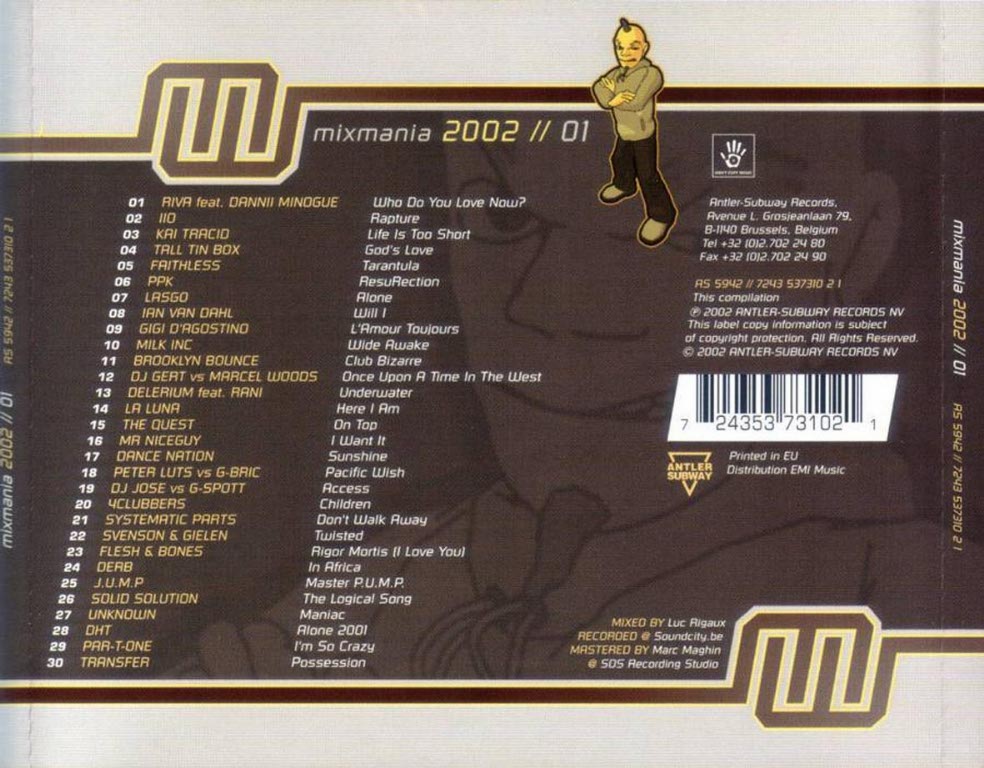 mixmania 2002 // 01
01 RIVA feat. DANNII MINOGUE Who Do You Love Now?
02 IIO Rapture
03 KAI TRACID Life Is Too Short
04 TALL TIN BOX God's Love
05 FAITHLESS Tarantula
06 PPK ResuRection
07 LASGO Alone
08 IAN VAN DAHL Will I
09 GIGI D'AGOSTINO L'Amour Toujours
10 MILK INC Wide Awake
11 BROOKLYN BOUNCE Club Bizarre
12 DJ GERT vs MARCEL WOODS Once Upon A Time In The West
13 DELERIUM feat. RANI Underwater
14 LA LUNA Here I Am
15 THE QUEST On Top
16 MR NICEGUY I Want It
17 DANCE NATION Sunshine
18 PETER LUTS vs G-BRIC Pacific Wish
19 DJ JOSE vs G-SPOTT Access
20 4CLUBBERS Children
21 SYSTEMATIC PARTS Don't Walk Away
22 SVENSON & GIELEN Twisted
23 FLESH & BONES Rigor Mortis (I Love You)
24 DERB In Africa
25 J.U.M.P Master P.U.M.P.
26 SOLID SOLUTION The Logical Song
27 UNKNOWN Maniac
28 DHT Alone 2001
29 PAR-T-ONE I'm So Crazy
30 TRANSFER Possession
Antler-Subway Records,
Avenue L. Grosjeanlaan 79,
B-1140 Brussels, Belgium
Tel +32 (0)2.702 24 80
Fax +32 (0)2.702 24 90
AS 5942 // 7243 537310 2 1
This compilation
℗ 2002 ANTLER-SUBWAY RECORDS NV
This label copy information is subject
of copyright protection. All Rights Reserved.
© 2002 ANTLER-SUBWAY RECORDS NV
7 24353 73102 1
ANTLER
SUBWAY
Printed in EU
Distribution EMI Music
MIXED BY Luc Rigaux
RECORDED @ Soundcity.be
MASTERED BY Marc Maghin
@ SDS Recording Studio
mixmania 2002 // 01 AS 5942 // 7243 537310 2 1
mixmania 2002 // 01 AS 5942 // 7243 537310 2 1